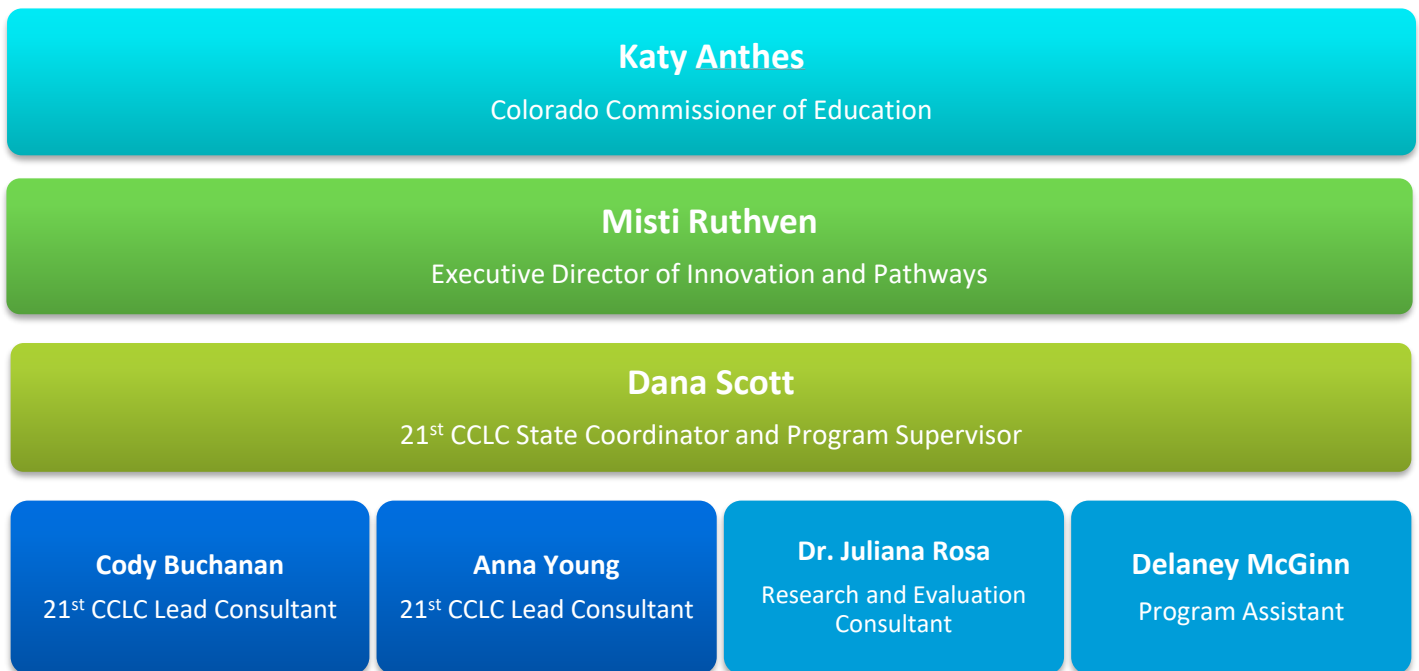 Katy Anthes
Colorado Commissioner of Education
Misti Ruthven
Executive Director of Innovation and Pathways
Dana Scott
21st CCLC State Coordinator and Program Supervisor
Cody Buchanan
21st CCLC Lead Consultant
Anna Young
21st CCLC Lead Consultant
Dr. Juliana Rosa
Research and Evaluation
Consultant
Delaney McGinn
Program Assistant